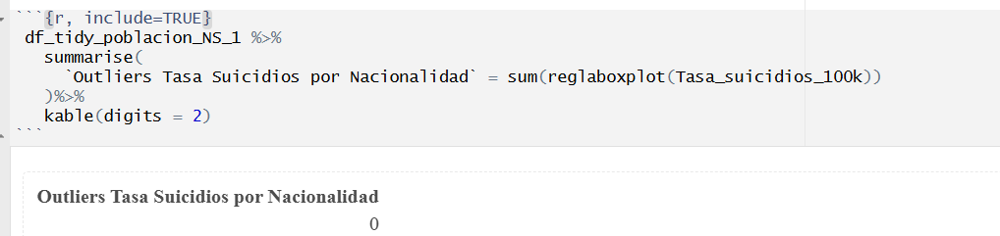 ```{r, include=TRUE}
df_tidy_poblacion_NS_1 %>%
summarise(
`Outliers Tasa Suicidios por Nacionalidad` = sum(reglaboxplot(Tasa_suicidios_100k))
)%>%
kable(digits = 2)
```
Outliers Tasa Suicidios por Nacionalidad
0